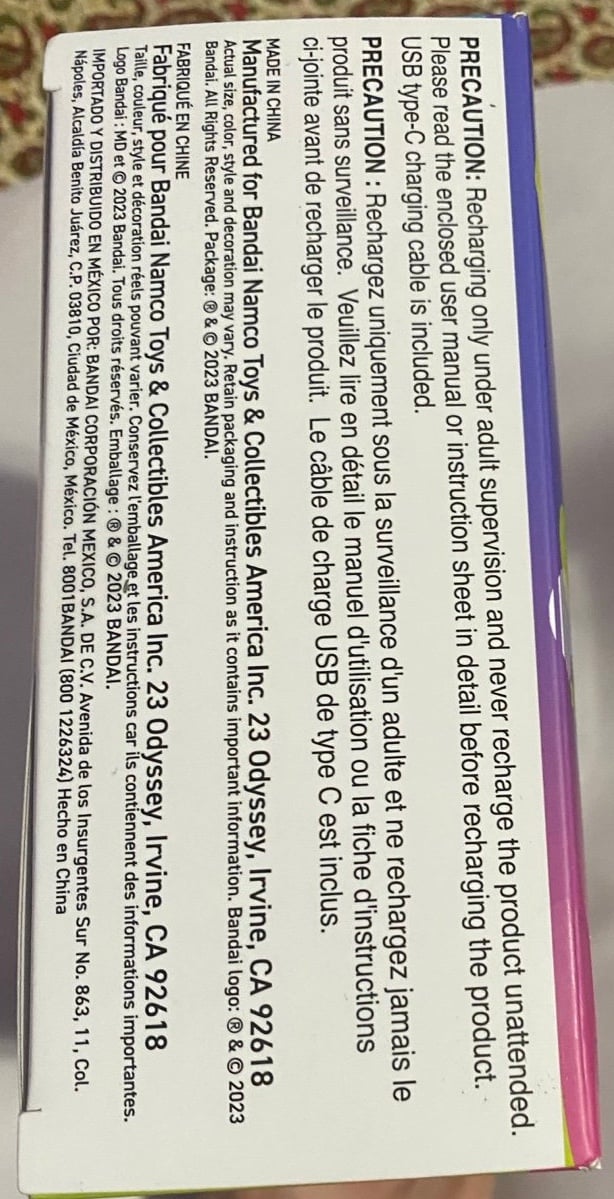 PRECAUTION: Recharging only under adult supervision and never recharge the product unattended.
Please read the enclosed user manual or instruction sheet in detail before recharging the product.
USB type-C charging cable is included.
PRECAUTION : Rechargez uniquement sous la surveillance d'un adulte et ne rechargez jamais le
produit sans surveillance. Veuillez lire en détail le manuel d'utilisation ou la fiche d'instructions
ci-jointe avant de recharger le produit. Le câble de charge USB de type C est inclus.
MADE IN CHINA
Manufactured for Bandai Namco Toys & Collectibles America Inc. 23 Odyssey, Irvine, CA 92618
Actual size, color, style and decoration may vary. Retain packaging and instruction as it contains important information. Bandai logo: ® & © 2023
Bandai. All Rights Reserved. Package: ® & © 2023 BANDAI.
FABRIQUÉ EN CHINE
Fabriqué pour Bandai Namco Toys & Collectibles America Inc. 23 Odyssey, Irvine, CA 92618
Taille, couleur, style et décoration réels pouvant varier. Conservez l'emballage et les instructions car ils contiennent des informations importantes.
Logo Bandai : MD et © 2023 Bandai. Tous droits réservés. Emballage : ® & © 2023 BANDAI.
IMPORTADO Y DISTRIBUIDO EN MÉXICO POR: BANDAI CORPORACIÓN MEXICO, S.A. DE C.V. Avenida de los Insurgentes Sur No. 863, 11, Col.
Nápoles, Alcaldía Benito Juárez, C.P. 03810, Ciudad de México, México. Tel. 8001BANDAI (800 1226324) Hecho en China